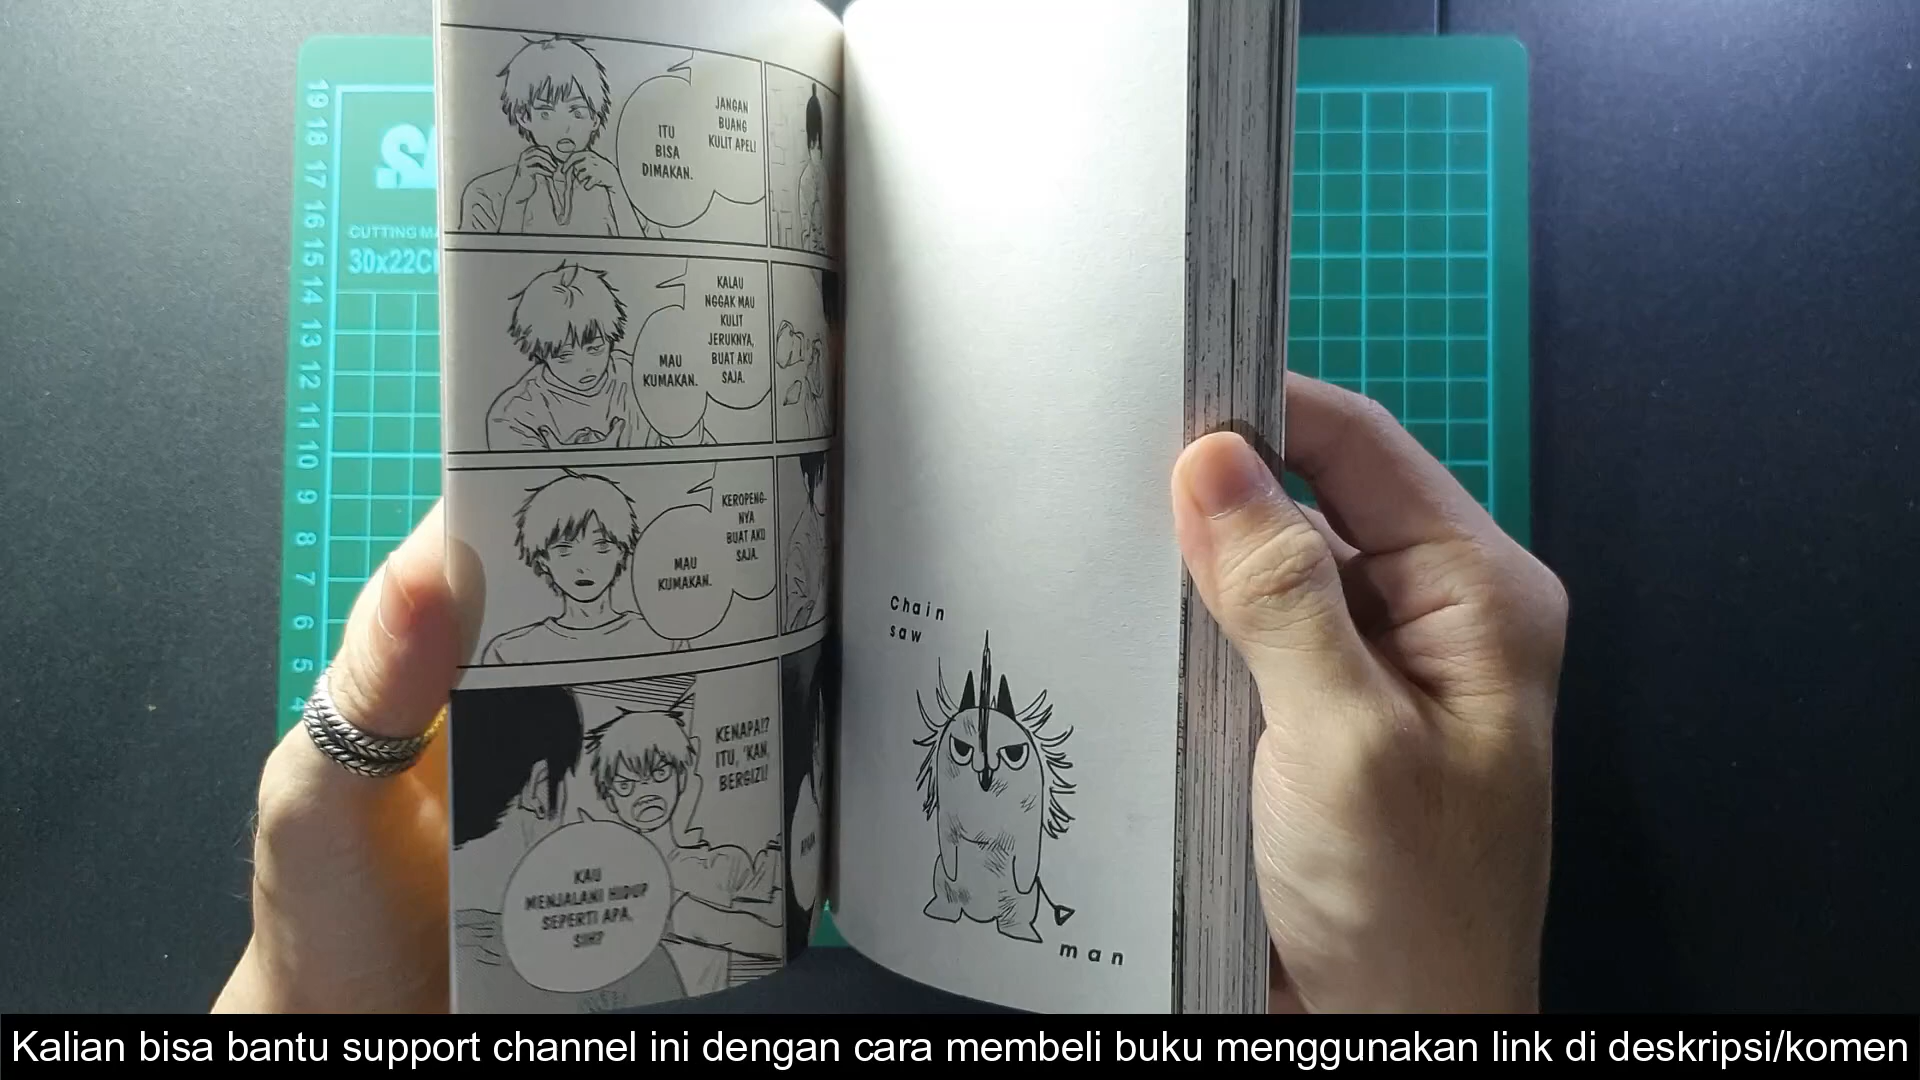 19
18
17
16
15
14
13
12
11
10
9
8
7
6
5
4
CUTTING MA
30x22C
JANGAN
BUANG
KULIT APEL!
ITU
BISA
DIMAKAN.
KALAU
NGGAK MAU
KULIT
JERUKNYA,
BUAT AKU
SAJA.
MAU
KUMAKAN.
KEROPENG-
NYA
BUAT AKU
SAJA.
MAU
KUMAKAN.
KENAPA!?
ITU, 'KAN,
BERGIZI!
KAU
MENJALANI HIDUP
SEPERTI APA,
SIH?
Chain
saw
man
Kalian bisa bantu support channel ini dengan cara membeli buku menggunakan link di deskripsi/komen